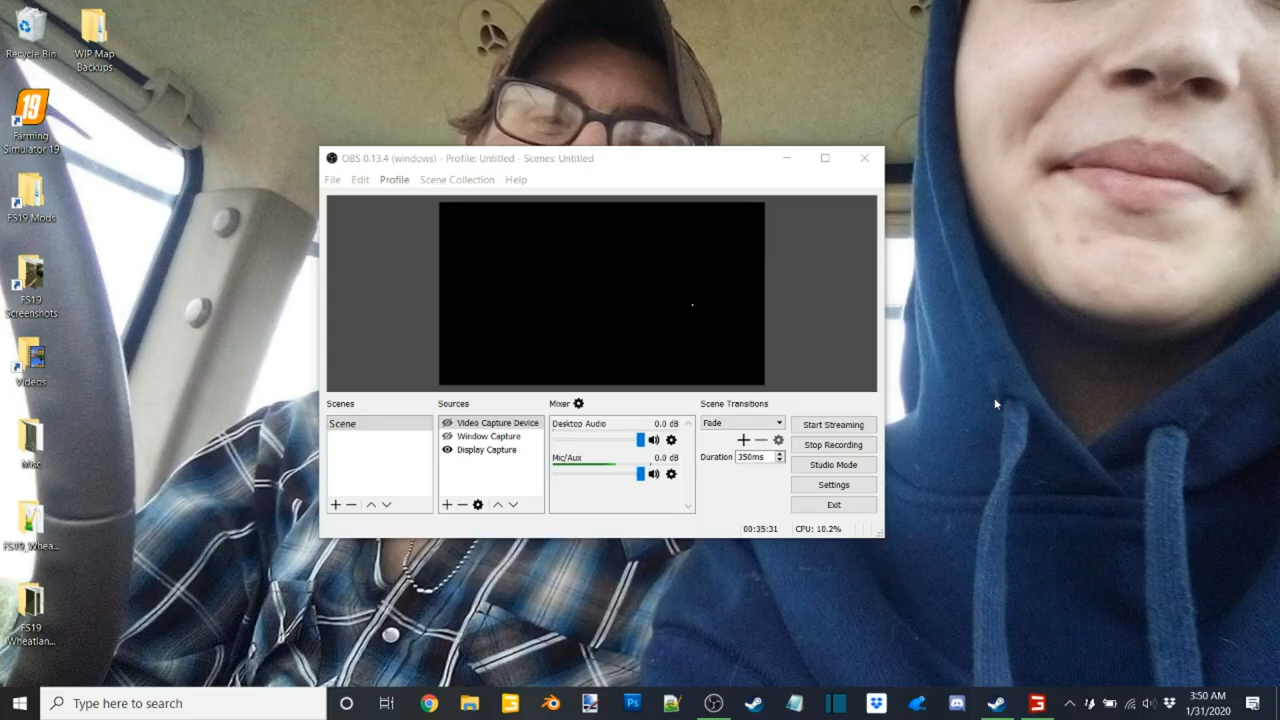 Recycle Bin
WIP Map
Backups
19
Farming
Simulator 19
FS19 Mods
FS19
Screenshots
Videos
Misc
FS19_Whea...
FS19
Wheatlan...
OBS 0.13.4 (windows) - Profile: Untitled - Scenes: Untitled
File Edit Profile Scene Collection Help
Scenes
Scene
Sources
Video Capture Device
Window Capture
Display Capture
Mixer
Desktop Audio 0.0 dB
Mic/Aux 0.0 dB
Scene Transitions
Fade
Duration 350ms
Start Streaming
Stop Recording
Studio Mode
Settings
Exit
00:35:31 CPU: 10.2%
Type here to search
Ps
3:50 AM
1/31/2020